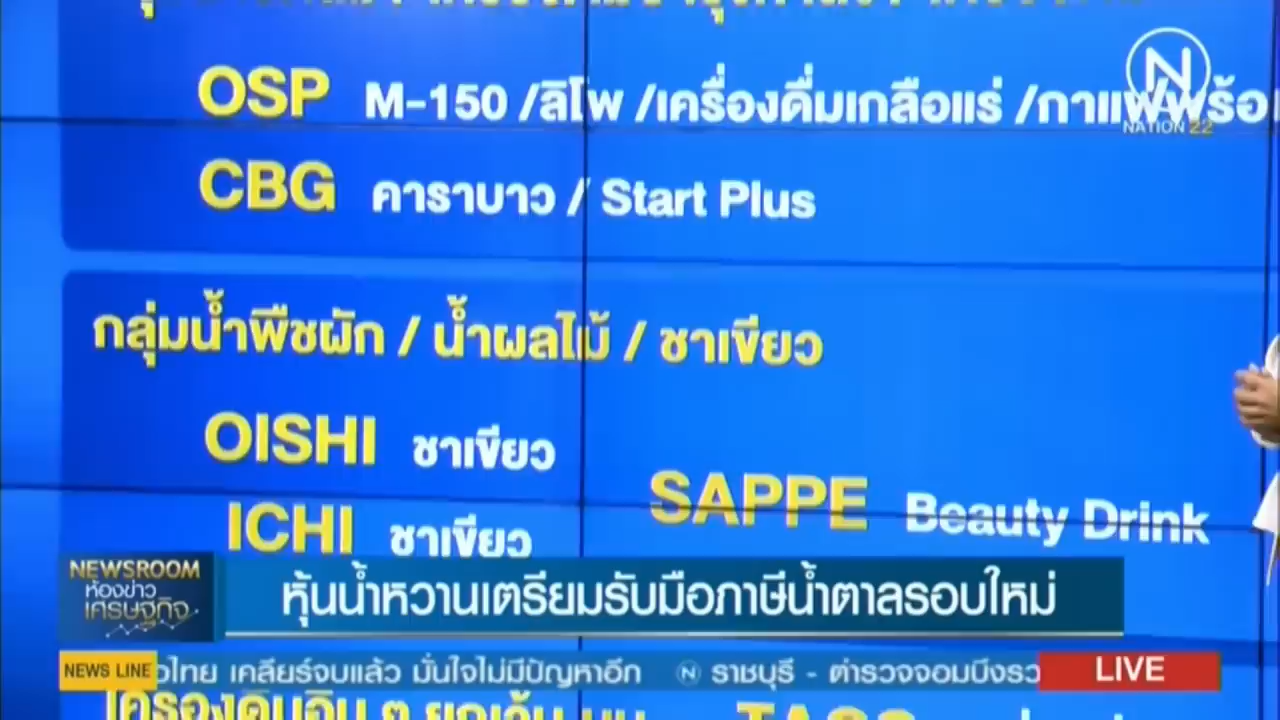 OSP M-150 /ลิโพ /เครื่องดื่มเกลือแร่ /กาแฟพร้อ
N
NATION 22
CBG คาราบาว / Start Plus
กลุ่มน้ำพืชผัก / น้ำผลไม้ / ชาเขียว
OISHI ชาเขียว
SAPPE Beauty Drink
ICHI ชาเขียว
NEWSROOM
ห้องข่าว
เศรษฐกิจ
หุ้นน้ำหวานเตรียมรับมือภาษีน้ำตาลรอบใหม่
NEWS LINE วไทย เคลียร์จบแล้ว มั่นใจไม่มีปัญหาอีก N ราชบุรี - ตำรวจจอมบึงรว LIVE